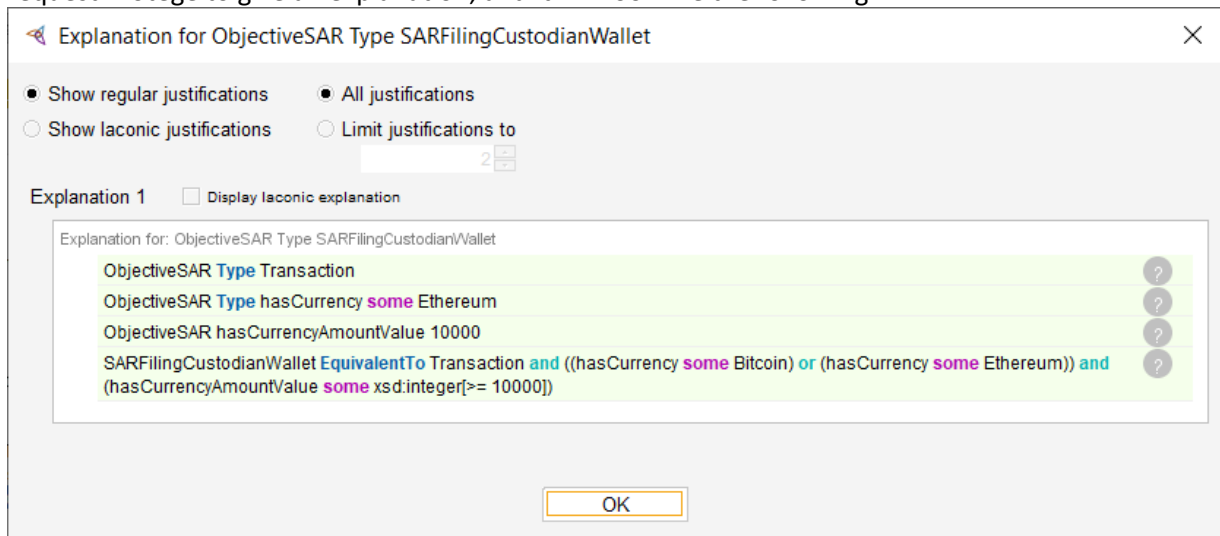 Explanation for ObjectiveSAR Type SARFilingCustodianWallet
Show regular justifications All justifications
Show laconic justifications Limit justifications to
2
Explanation 1 Display laconic explanation
Explanation for: ObjectiveSAR Type SARFilingCustodianWallet
ObjectiveSAR Type Transaction
ObjectiveSAR Type hasCurrency some Ethereum
ObjectiveSAR hasCurrencyAmountValue 10000
SARFilingCustodianWallet EquivalentTo Transaction and ((hasCurrency some Bitcoin) or (hasCurrency some Ethereum)) and
(hasCurrencyAmountValue some xsd:integer[>= 10000])
OK